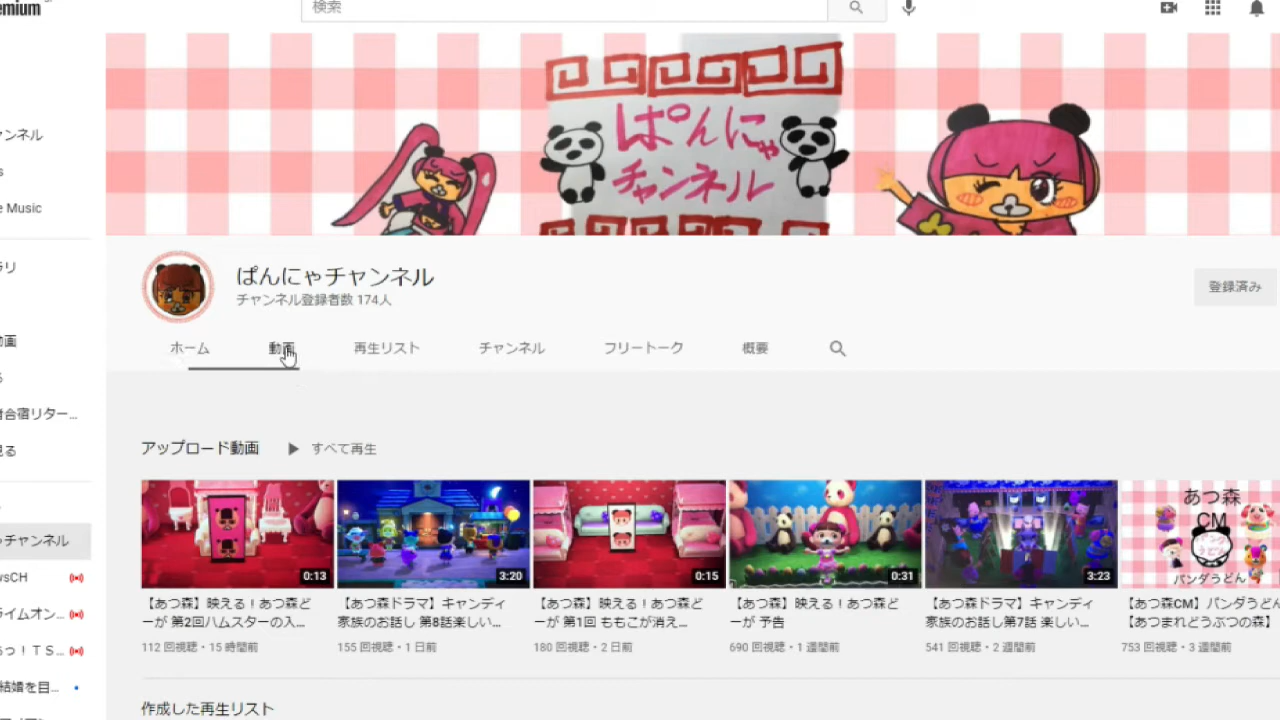 emium
検索
ぱんにゃ
チャンネル
ャンネル
s
e Music
ラリ
動画
る
者合宿リター...
見る
チャンネル
wsCH
ライムオン...
っ！ＴＳ...
結婚を目...
ぱんにゃチャンネル
チャンネル登録者数 174人
登録済み
ホーム 動画 再生リスト チャンネル フリートーク 概要
アップロード動画 ▶ すべて再生
0:13
【あつ森】映える！あつ森ど
ーが 第2回ハムスターの入...
112 回視聴・15 時間前
3:20
【あつ森ドラマ】キャンディ
家族のお話し 第8話楽しい...
155 回視聴・1 日前
0:15
【あつ森】映える！あつ森ど
ーが 第1回 ももこが消え...
180 回視聴・2 日前
0:31
【あつ森】映える！あつ森ど
ーが 予告
690 回視聴・1 週間前
3:23
【あつ森ドラマ】キャンディ
家族のお話し第7話 楽しい...
541 回視聴・2 週間前
あつ森
CM
パンダ
うどん
パンダうどん
【あつ森CM】パンダうどん
【あつまれどうぶつの森】
753 回視聴・3 週間前
作成した再生リスト